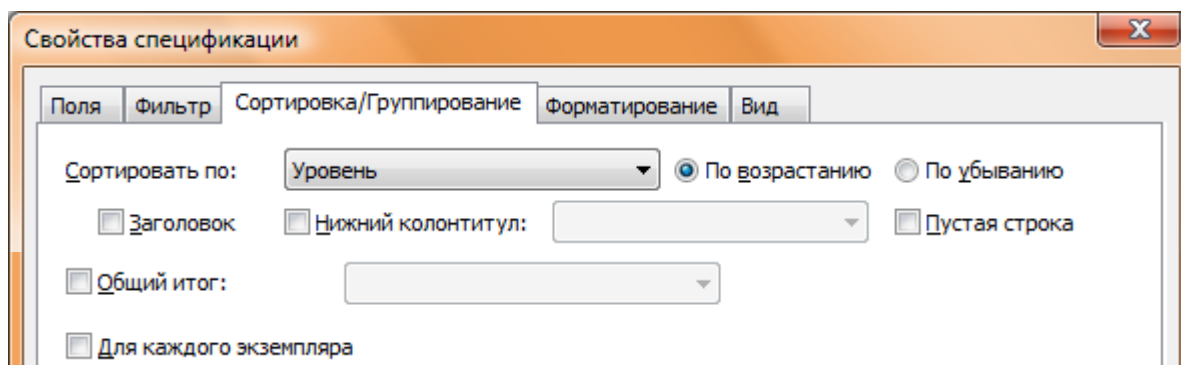 Свойства спецификации
Поля Фильтр Сортировка/Группирование Форматирование Вид
Сортировать по: Уровень По возрастанию По убыванию
Заголовок Нижний колонтитул: Пустая строка
Общий итог:
Для каждого экземпляра